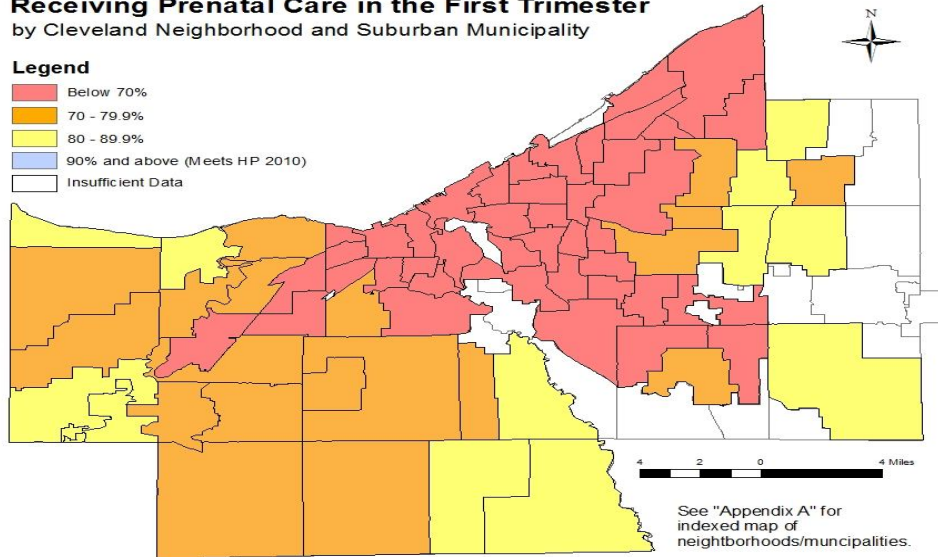 Receiving Prenatal Care in the First Trimester
by Cleveland Neighborhood and Suburban Municipality
N
Legend
Below 70%
70 - 79.9%
80 - 89.9%
90% and above (Meets HP 2010)
Insufficient Data
4 2 0 4 Miles
See "Appendix A" for
indexed map of
neightborhoods/muncipalities.